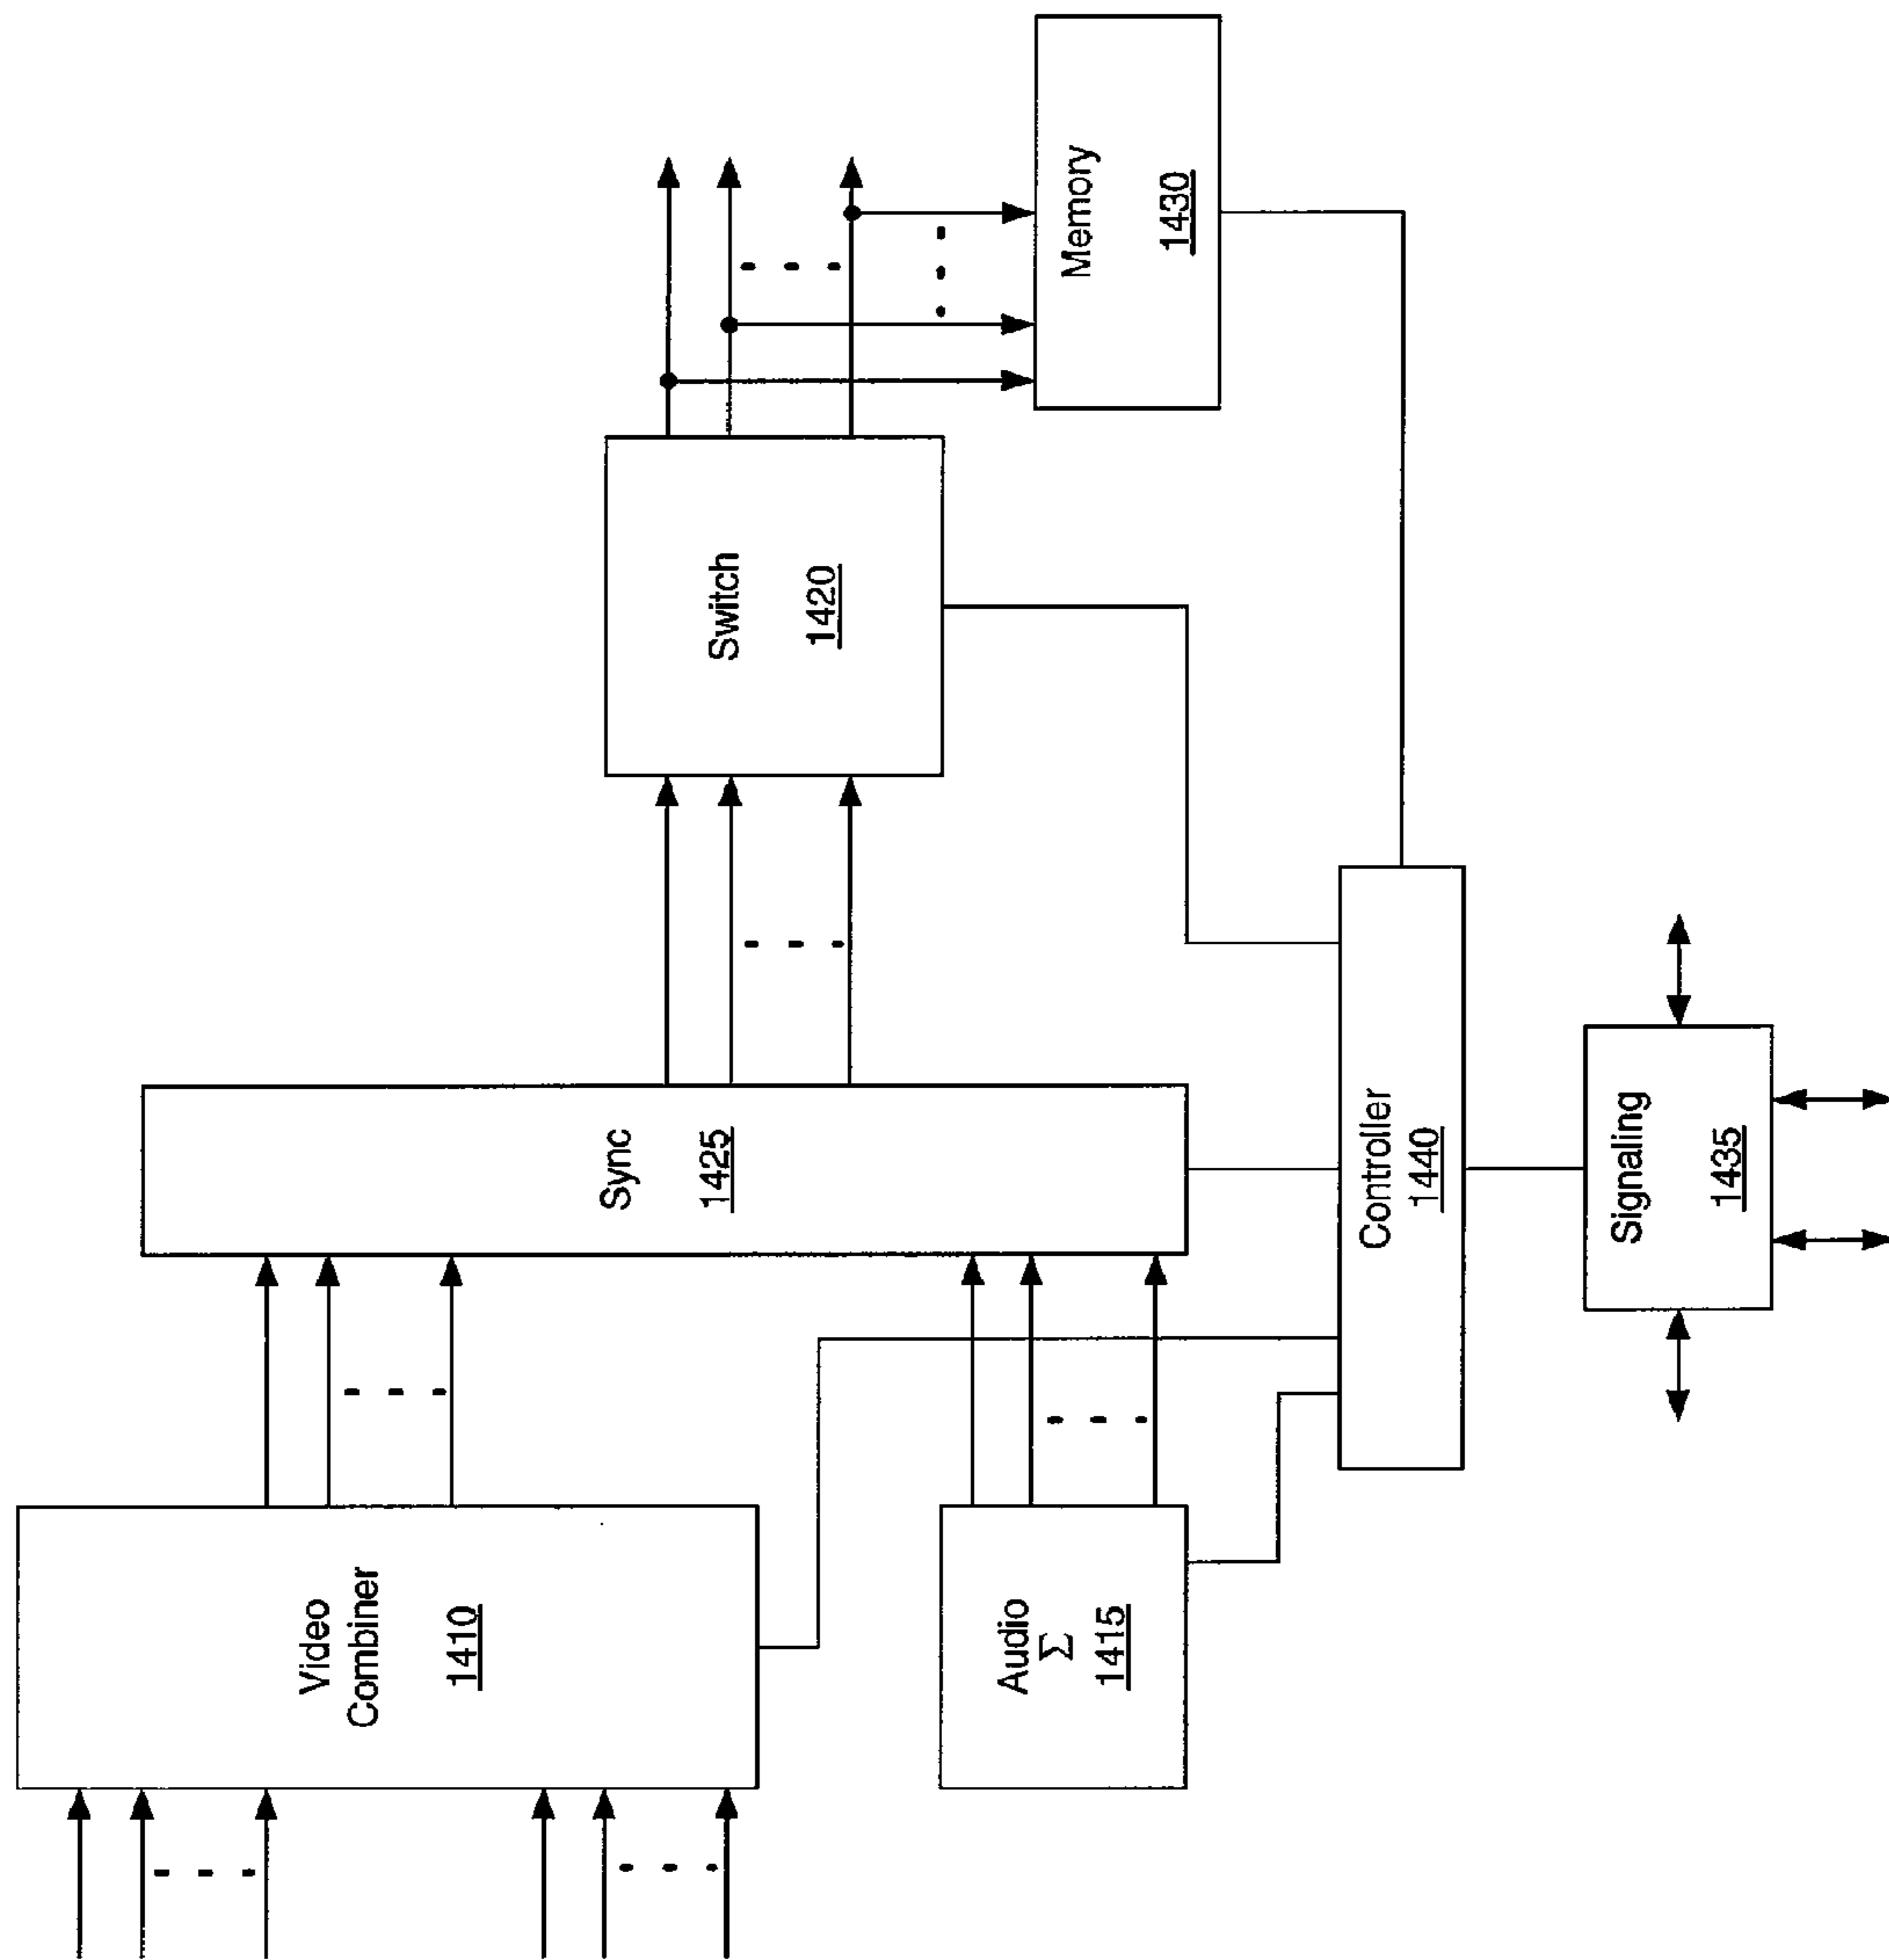 Video
Combiner
1410
Audio
Σ
1415
Sync
1425
Switch
1420
Memory
1430
Controller
1440
Signaling
1435